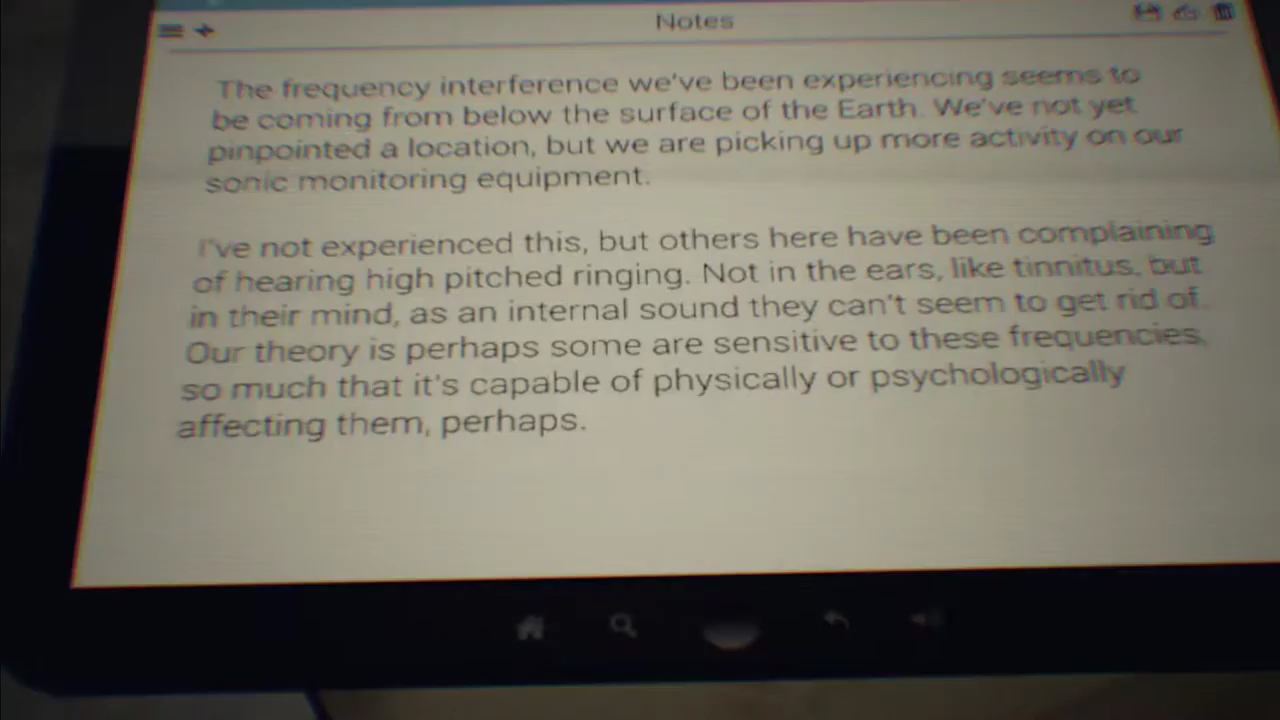 Notes
The frequency interference we've been experiencing seems to
be coming from below the surface of the Earth. We've not yet
pinpointed a location, but we are picking up more activity on our
sonic monitoring equipment.
I've not experienced this, but others here have been complaining
of hearing high pitched ringing. Not in the ears, like tinnitus, but
in their mind, as an internal sound they can't seem to get rid of.
Our theory is perhaps some are sensitive to these frequencies,
so much that it's capable of physically or psychologically
affecting them, perhaps.